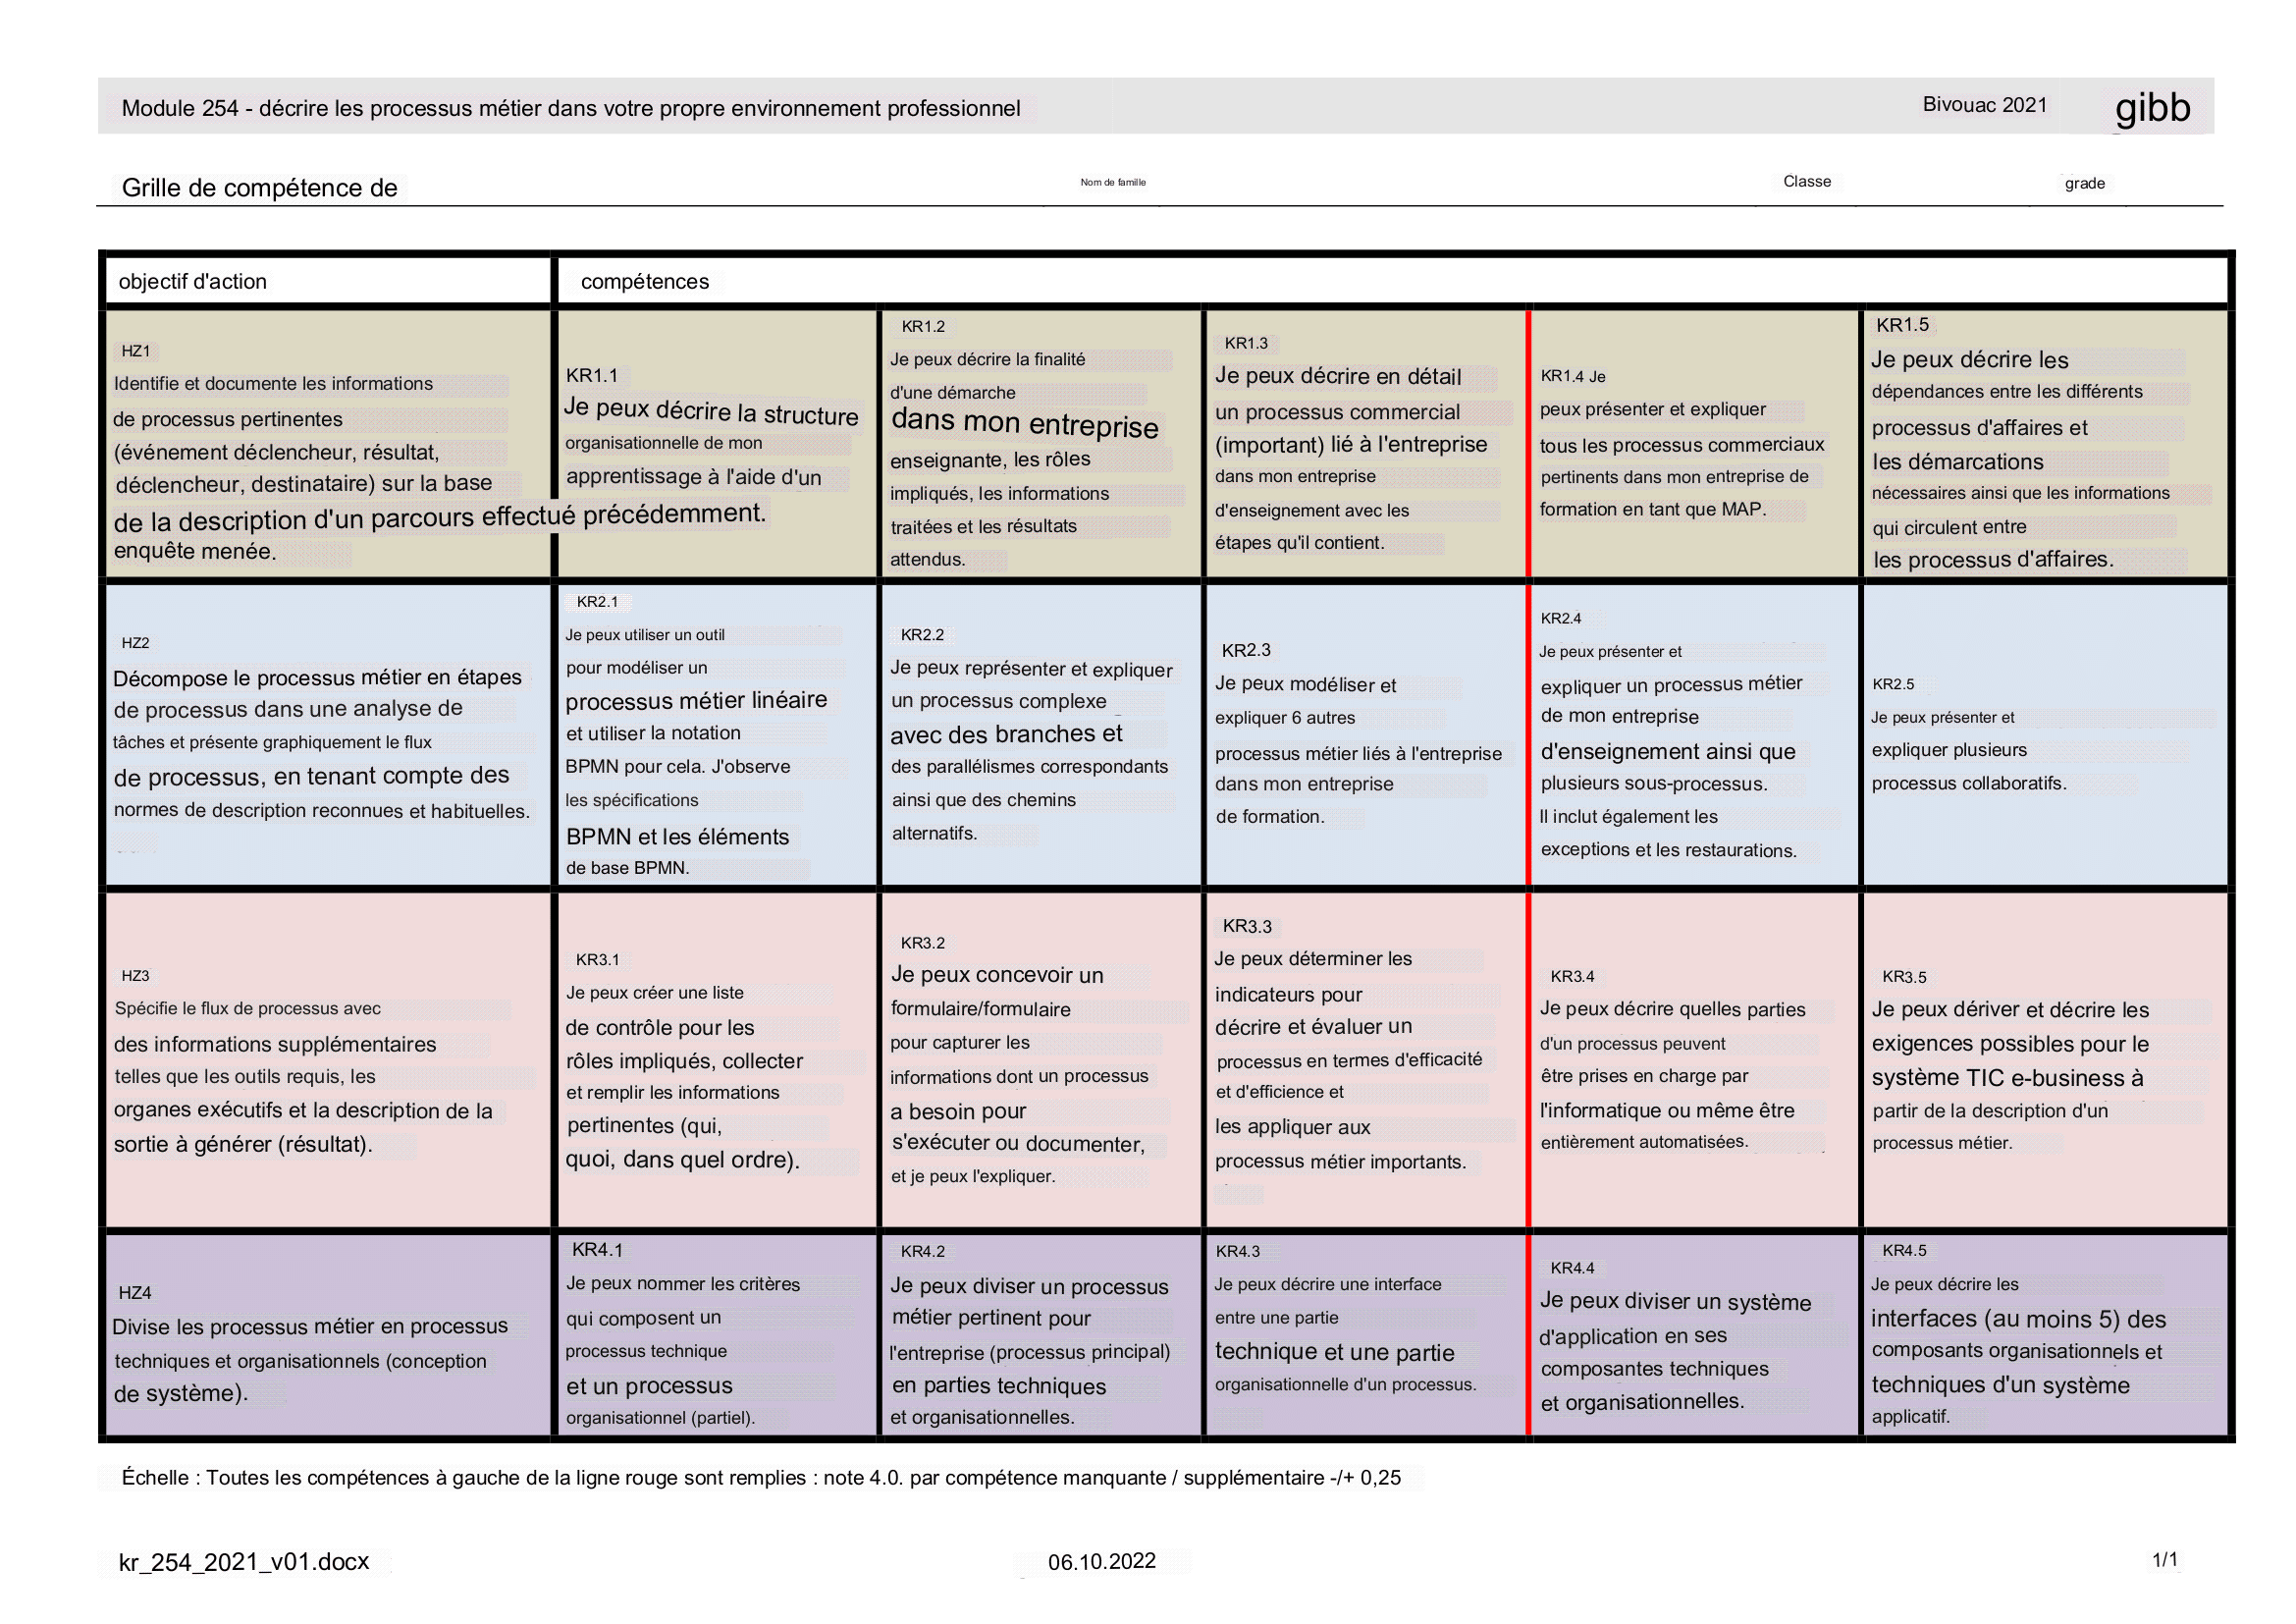 Module 254 - décrire les processus métier dans votre propre environnement professionnel
Bivouac 2021
gibb
Grille de compétence de
Nom de famille
Classe
grade
objectif d'action
compétences
HZ1
Identifie et documente les informations
de processus pertinentes
(événement déclencheur, résultat,
déclencheur, destinataire) sur la base
de la description d'un parcours effectué précédemment.
enquête menée.
KR1.1
Je peux décrire la structure
organisationnelle de mon
apprentissage à l'aide d'un
KR1.2
Je peux décrire la finalité
d'une démarche
dans mon entreprise
enseignante, les rôles
impliqués, les informations
traitées et les résultats
attendus.
KR1.3
Je peux décrire en détail
un processus commercial
(important) lié à l'entreprise
dans mon entreprise
d'enseignement avec les
étapes qu'il contient.
KR1.4 Je
peux présenter et expliquer
tous les processus commerciaux
pertinents dans mon entreprise de
formation en tant que MAP.
KR1.5
Je peux décrire les
dépendances entre les différents
processus d'affaires et
les démarcations
nécessaires ainsi que les informations
qui circulent entre
les processus d'affaires.
HZ2
Décompose le processus métier en étapes
de processus dans une analyse de
tâches et présente graphiquement le flux
de processus, en tenant compte des
normes de description reconnues et habituelles.
KR2.1
Je peux utiliser un outil
pour modéliser un
processus métier linéaire
et utiliser la notation
BPMN pour cela. J'observe
les spécifications
BPMN et les éléments
de base BPMN.
KR2.2
Je peux représenter et expliquer
un processus complexe
avec des branches et
des parallélismes correspondants
ainsi que des chemins
alternatifs.
KR2.3
Je peux modéliser et
expliquer 6 autres
processus métier liés à l'entreprise
dans mon entreprise
de formation.
KR2.4
Je peux présenter et
expliquer un processus métier
de mon entreprise
d'enseignement ainsi que
plusieurs sous-processus.
Il inclut également les
exceptions et les restaurations.
KR2.5
Je peux présenter et
expliquer plusieurs
processus collaboratifs.
HZ3
Spécifie le flux de processus avec
des informations supplémentaires
telles que les outils requis, les
organes exécutifs et la description de la
sortie à générer (résultat).
KR3.1
Je peux créer une liste
de contrôle pour les
rôles impliqués, collecter
et remplir les informations
pertinentes (qui,
quoi, dans quel ordre).
KR3.2
Je peux concevoir un
formulaire/formulaire
pour capturer les
informations dont un processus
a besoin pour
s'exécuter ou documenter,
et je peux l'expliquer.
KR3.3
Je peux déterminer les
indicateurs pour
décrire et évaluer un
processus en termes d'efficacité
et d'efficience et
les appliquer aux
processus métier importants.
KR3.4
Je peux décrire quelles parties
d'un processus peuvent
être prises en charge par
l'informatique ou même être
entièrement automatisées.
KR3.5
Je peux dériver et décrire les
exigences possibles pour le
système TIC e-business à
partir de la description d'un
processus métier.
HZ4
Divise les processus métier en processus
techniques et organisationnels (conception
de système).
KR4.1
Je peux nommer les critères
qui composent un
processus technique
et un processus
organisationnel (partiel).
KR4.2
Je peux diviser un processus
métier pertinent pour
l'entreprise (processus principal)
en parties techniques
et organisationnelles.
KR4.3
Je peux décrire une interface
entre une partie
technique et une partie
organisationnelle d'un processus.
KR4.4
Je peux diviser un système
d'application en ses
composantes techniques
et organisationnelles.
KR4.5
Je peux décrire les
interfaces (au moins 5) des
composants organisationnels et
techniques d'un système
applicatif.
Échelle : Toutes les compétences à gauche de la ligne rouge sont remplies : note 4.0. par compétence manquante / supplémentaire -/+ 0,25
kr_254_2021_v01.docx
06.10.2022
1/1